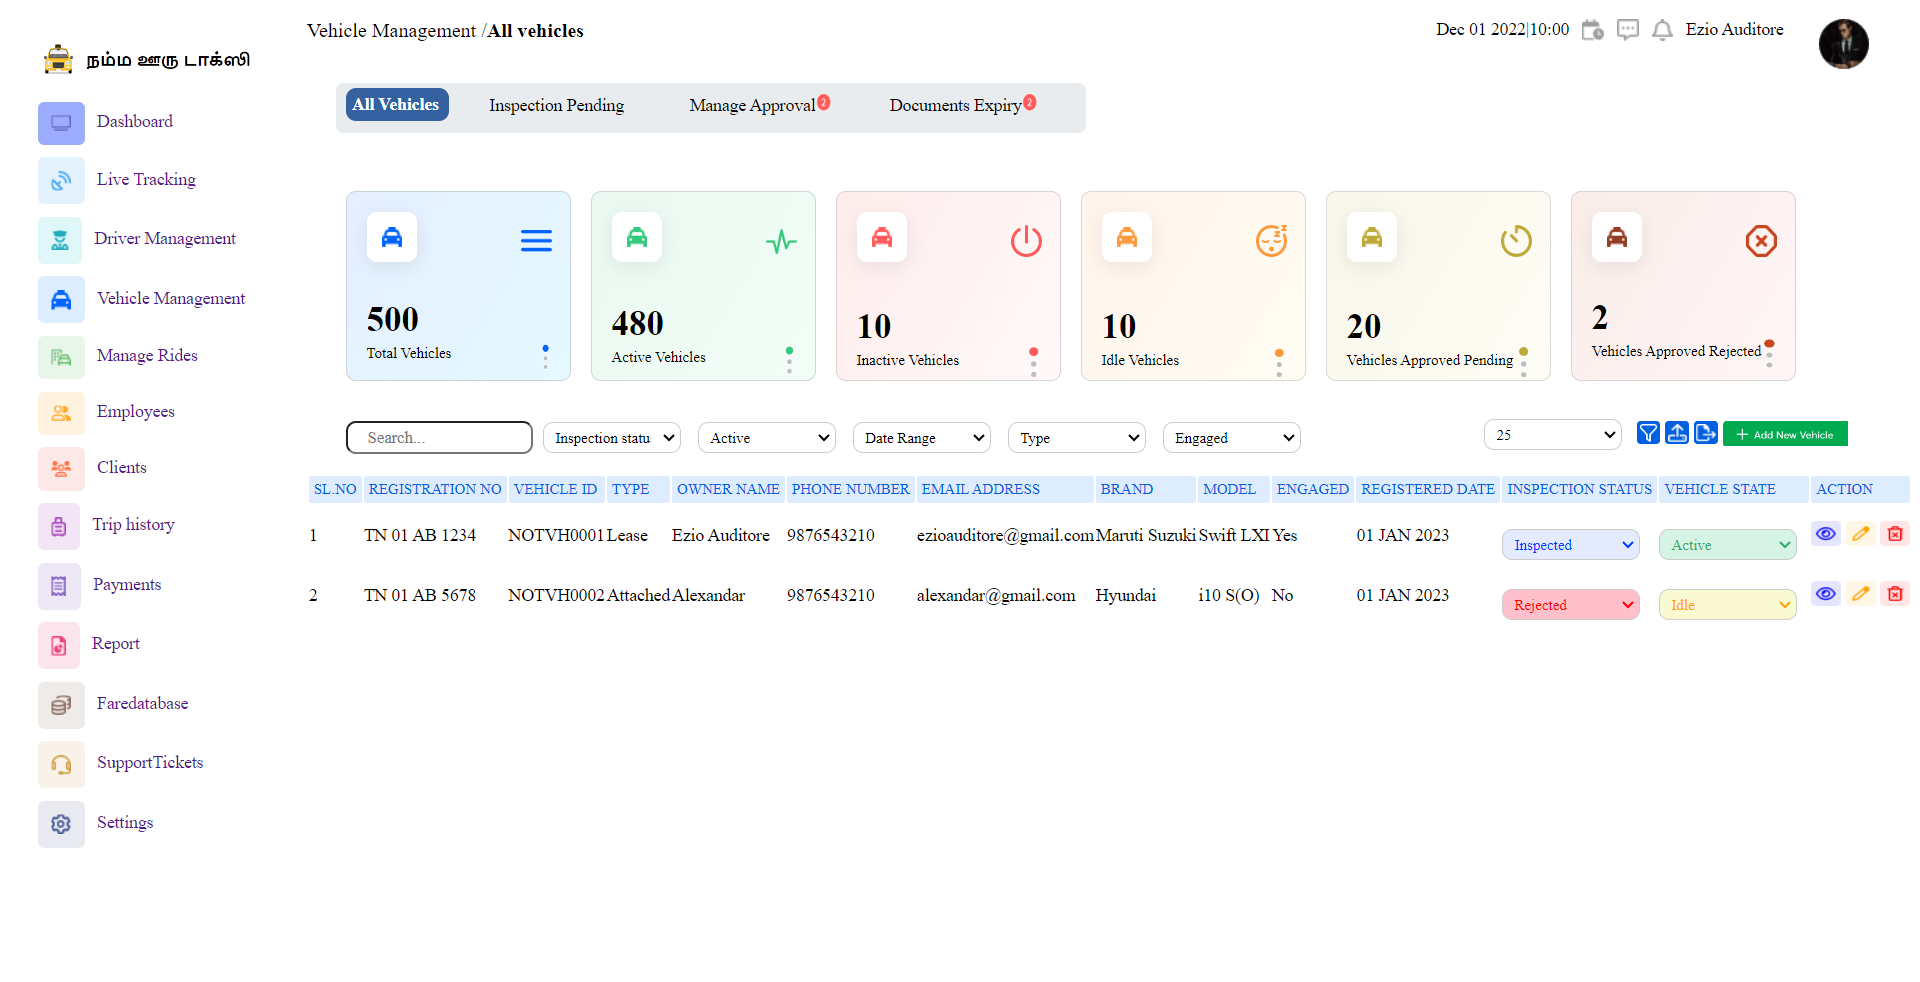 Vehicle Management /All vehicles
Dec 01 2022|10:00 Ezio Auditore
நம்ம ஊரு டாக்ஸி
Dashboard
Live Tracking
Driver Management
Vehicle Management
Manage Rides
Employees
Clients
Trip history
Payments
Report
Faredatabase
SupportTickets
Settings
All Vehicles Inspection Pending Manage Approval 2 Documents Expiry 2
500
Total Vehicles
480
Active Vehicles
10
Inactive Vehicles
10
Idle Vehicles
20
Vehicles Approved Pending
2
Vehicles Approved Rejected
Search... Inspection statu Active Date Range Type Engaged 25 + Add New Vehicle
SL.NO REGISTRATION NO VEHICLE ID TYPE OWNER NAME PHONE NUMBER EMAIL ADDRESS BRAND MODEL ENGAGED REGISTERED DATE INSPECTION STATUS VEHICLE STATE ACTION
1 TN 01 AB 1234 NOTVH0001 Lease Ezio Auditore 9876543210 ezioauditore@gmail.com Maruti Suzuki Swift LXI Yes 01 JAN 2023 Inspected Active
2 TN 01 AB 5678 NOTVH0002 Attached Alexandar 9876543210 alexandar@gmail.com Hyundai i10 S(O) No 01 JAN 2023 Rejected Idle